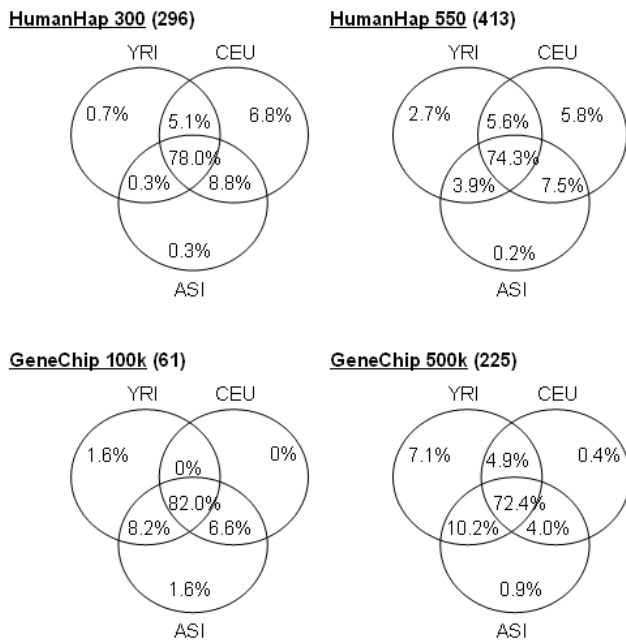 HumanHap 300 (296)
YRI CEU
0.7% 5.1% 6.8%
78.0%
0.3% 8.8%
0.3%
ASI
HumanHap 550 (413)
YRI CEU
2.7% 5.6% 5.8%
74.3%
3.9% 7.5%
0.2%
ASI
GeneChip 100k (61)
YRI CEU
1.6% 0% 0%
82.0%
8.2% 6.6%
1.6%
ASI
GeneChip 500k (225)
YRI CEU
7.1% 4.9% 0.4%
72.4%
10.2% 4.0%
0.9%
ASI